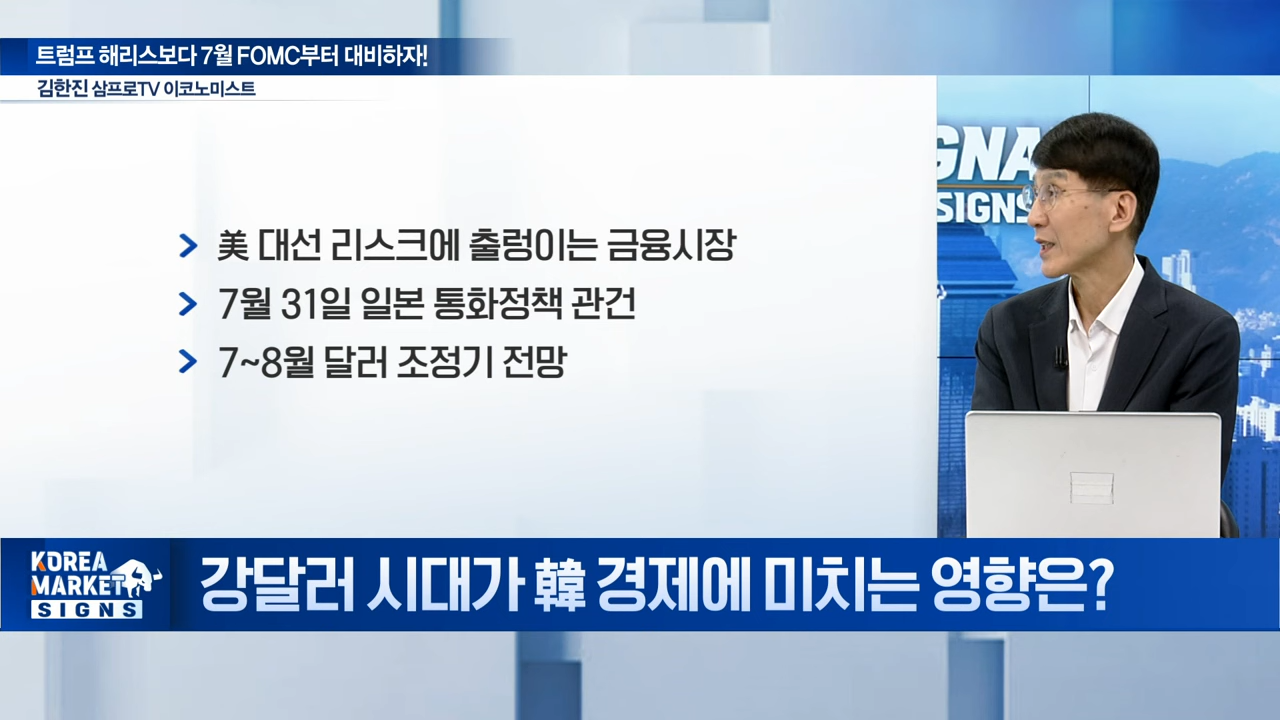 트럼프 해리스보다 7월 FOMC부터 대비하자!
김한진 삼프로TV 이코노미스트
GNA
SIGNS
美 대선 리스크에 출렁이는 금융시장
7월 31일 일본 통화정책 관건
7~8월 달러 조정기 전망
KOREA
MARKET
SIGNS
강달러 시대가 韓 경제에 미치는 영향은?